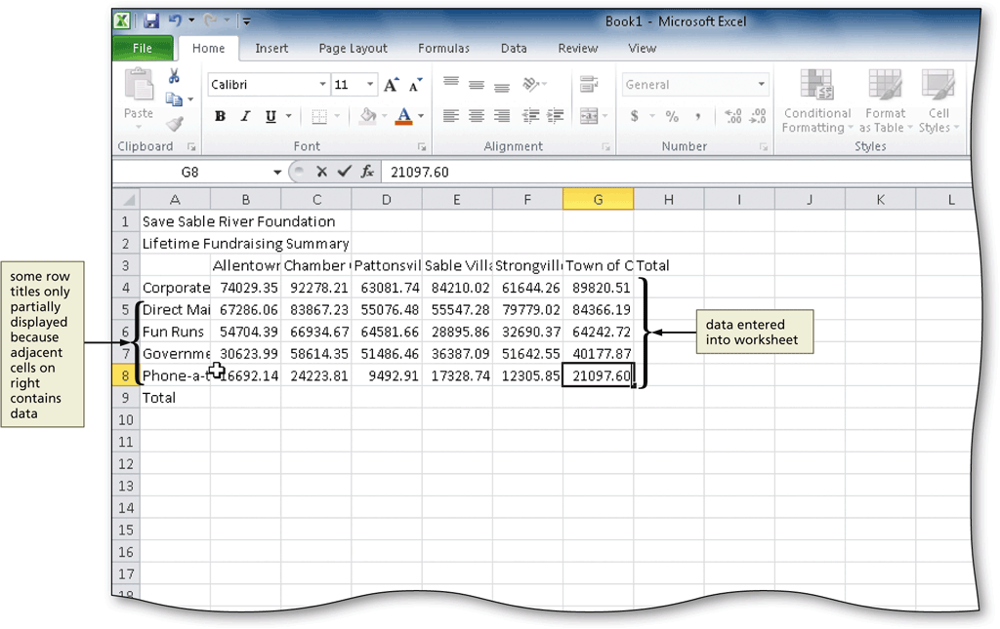 Book1 - Microsoft Excel
File Home Insert Page Layout Formulas Data Review View
Calibri 11 General
Paste B I U $ % , Conditional Formatting Format as Table Cell Styles
Clipboard Font Alignment Number Styles
G8 fx 21097.60
A B C D E F G H I J K L
1 Save Sable River Foundation
2 Lifetime Fundraising Summary
3 Allentown Chamber Pattonsvil Sable Villa Strongville Town of C Total
4 Corporate 74029.35 92278.21 63081.74 84210.02 61644.26 89820.51
5 Direct Mai 67286.06 83867.23 55076.48 55547.28 79779.02 84366.19
6 Fun Runs 54704.39 66934.67 64581.66 28895.86 32690.37 64242.72
7 Governme 30623.99 58614.35 51486.46 36387.09 51642.55 40177.87
8 Phone-a-t 16692.14 24223.81 9492.91 17328.74 12305.85 21097.60
9 Total
10
11
12
13
14
15
16
17
18
some row
titles only
partially
displayed
because
adjacent
cells on
right
contains
data
data entered
into worksheet